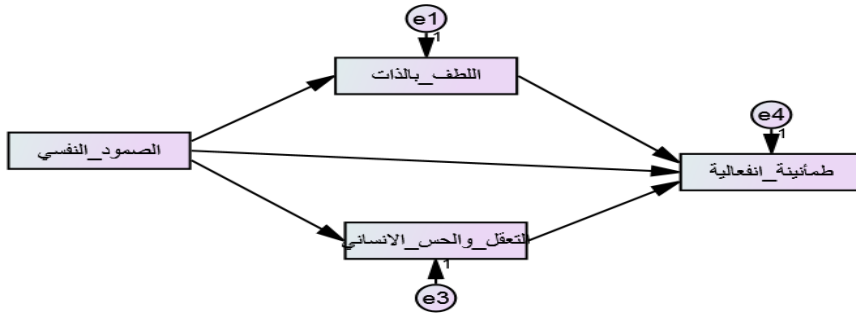 e1
1
اللطف_بالذات
e4
1
الصمود_النفسي
طمأنينة_انفعالية
التعقل_والحس_الانساني
1
e3